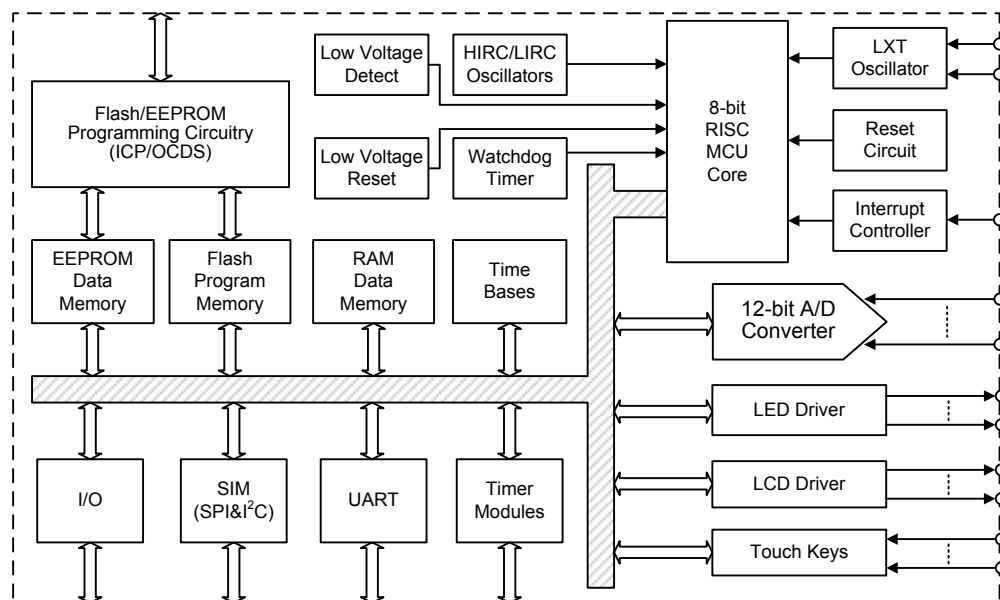 Low Voltage
Detect
HIRC/LIRC
Oscillators
LXT
Oscillator
Flash/EEPROM
Programming Circuitry
(ICP/OCDS)
8-bit
RISC
MCU
Core
Low Voltage
Reset
Watchdog
Timer
Reset
Circuit
Interrupt
Controller
EEPROM
Data
Memory
Flash
Program
Memory
RAM
Data
Memory
Time
Bases
12-bit A/D
Converter
LED Driver
I/O
SIM
(SPI&I²C)
UART
Timer
Modules
LCD Driver
Touch Keys